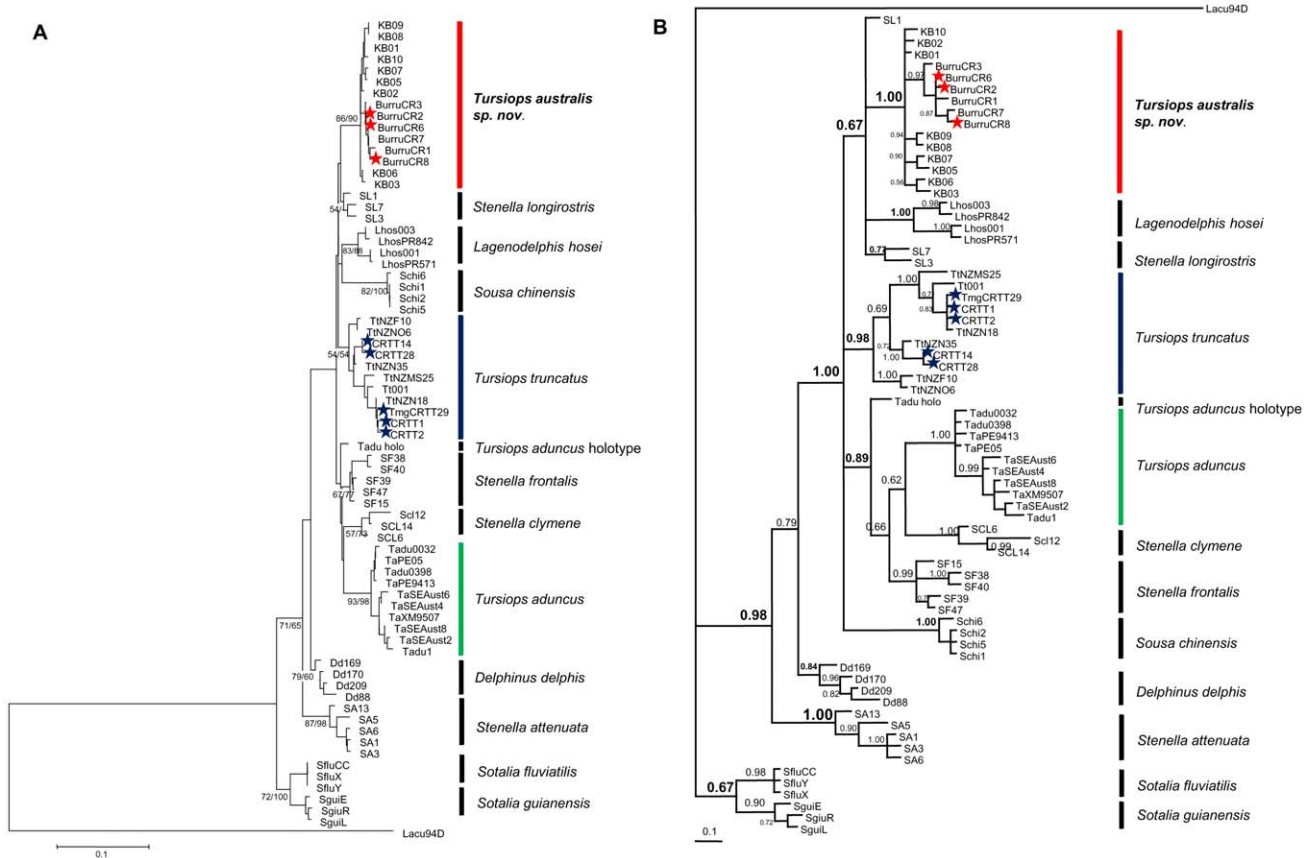 A
KB09
KB08
KB01
KB10
KB07
KB05
KB02
BurruCR3
BurruCR2
BurruCR6
BurruCR7
BurruCR1
BurruCR8
KB06
KB03
86/90
Tursiops australis
sp. nov.
SL1
SL7
SL3
54/
Stenella longirostris
Lhos003
LhosPR842
Lhos001
LhosPR571
83/88
Lagenodelphis hosei
Schi6
Schi1
Schi2
Schi5
82/100
Sousa chinensis
TtNZF10
TtNZNO6
CRTT14
CRTT28
TtNZN35
TtNZMS25
Tt001
TtNZN18
TmgCRTT29
CRTT1
CRTT2
54/54
Tursiops truncatus
Tadu holo
Tursiops aduncus holotype
SF38
SF40
SF39
SF47
SF15
67/77
Stenella frontalis
Scl12
SCL14
SCL6
57/73
Stenella clymene
Tadu0032
TaPE05
Tadu0398
TaPE9413
TaSEAust6
TaSEAust4
TaXM9507
TaSEAust8
TaSEAust2
Tadu1
93/98
Tursiops aduncus
71/65
Dd169
Dd170
Dd209
Dd88
79/60
Delphinus delphis
SA13
SA5
SA6
SA1
SA3
87/98
Stenella attenuata
SfluCC
SfluX
SfluY
Sotalia fluviatilis
72/100
SguiE
SgiuR
SguiL
Sotalia guianensis
Lacu94D
0.1
B
Lacu94D
SL1
KB10
KB02
KB01
BurruCR3
BurruCR6
BurruCR2
BurruCR1
BurruCR7
BurruCR8
KB09
KB08
KB07
KB05
KB06
KB03
0.97
0.87
1.00
0.94
0.90
0.56
0.67
Tursiops australis
sp. nov.
Lhos003
LhosPR842
Lhos001
LhosPR571
0.98
1.00
1.00
Lagenodelphis hosei
SL7
SL3
0.77
Stenella longirostris
TtNZMS25
Tt001
TmgCRTT29
CRTT1
CRTT2
TtNZN18
TtNZN35
CRTT14
CRTT28
TtNZF10
TtNZNO6
1.00
0.83
0.69
0.72
1.00
0.98
1.00
Tursiops truncatus
1.00
Tadu holo
Tursiops aduncus holotype
Tadu0032
Tadu0398
TaPE9413
TaPE05
TaSEAust6
TaSEAust4
TaSEAust8
TaXM9507
TaSEAust2
Tadu1
1.00
0.99
0.89
0.62
0.66
Tursiops aduncus
SCL6
Scl12
SCL14
1.00
0.99
Stenella clymene
SF15
SF38
SF40
SF39
SF47
0.99
1.00
Stenella frontalis
Schi6
Schi2
Schi5
Schi1
1.00
Sousa chinensis
0.79
0.98
Dd169
Dd170
Dd209
Dd88
0.84
0.96
0.82
Delphinus delphis
SA13
SA5
SA1
SA3
SA6
1.00
0.90
1.00
Stenella attenuata
SfluCC
SfluY
SfluX
0.98
Sotalia fluviatilis
0.67
SguiE
SgiuR
SguiL
0.90
0.72
Sotalia guianensis
0.1